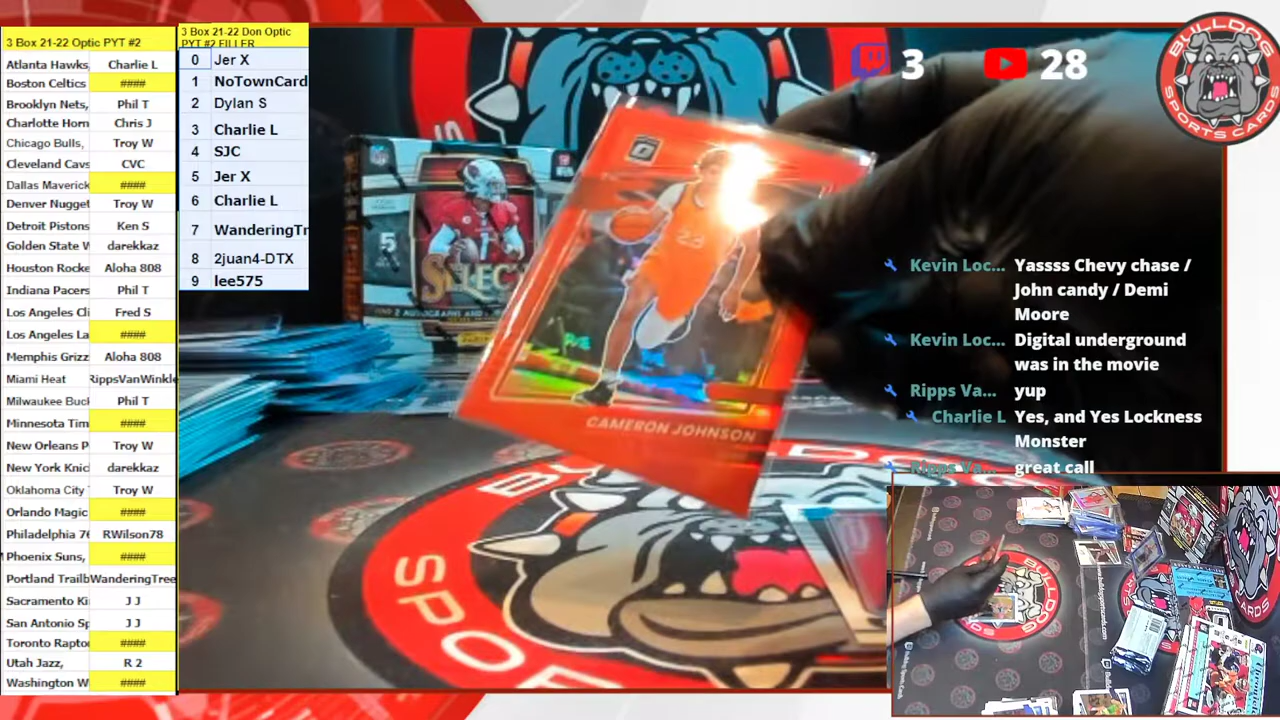 3 Box 21-22 Optic PYT #2
Atlanta Hawks, Charlie L
Boston Celtics ####
Brooklyn Nets, Phil T
Charlotte Horn Chris J
Chicago Bulls, Troy W
Cleveland Cavs CVC
Dallas Maverick ####
Denver Nugget Troy W
Detroit Pistons Ken S
Golden State W darekkaz
Houston Rocke Aloha 808
Indiana Pacers Phil T
Los Angeles Cli Fred S
Los Angeles La ####
Memphis Grizz Aloha 808
Miami Heat RippsVanWinkle
Milwaukee Buc Phil T
Minnesota Tim ####
New Orleans P Troy W
New York Knic darekkaz
Oklahoma City Troy W
Orlando Magic ####
Philadelphia 76 RWilson78
Phoenix Suns, ####
Portland Trailb WanderingTree
Sacramento Ki J J
San Antonio Sp J J
Toronto Rapto ####
Utah Jazz, R 2
Washington W ####
3 Box 21-22 Don Optic
PYT #2 FILLER
0 Jer X
1 NoTownCard
2 Dylan S
3 Charlie L
4 SJC
5 Jer X
6 Charlie L
7 WanderingTr
8 2juan4-DTX
9 lee575
3 28
BULLDOG
SPORTS CARDS
5
SELECT
CAMERON JOHNSON
SPO
Kevin Loc... Yassss Chevy chase /
John candy / Demi
Moore
Kevin Loc... Digital underground
was in the movie
Ripps Va... yup
Charlie L Yes, and Yes Lockness
Monster
Ripps Va... great call